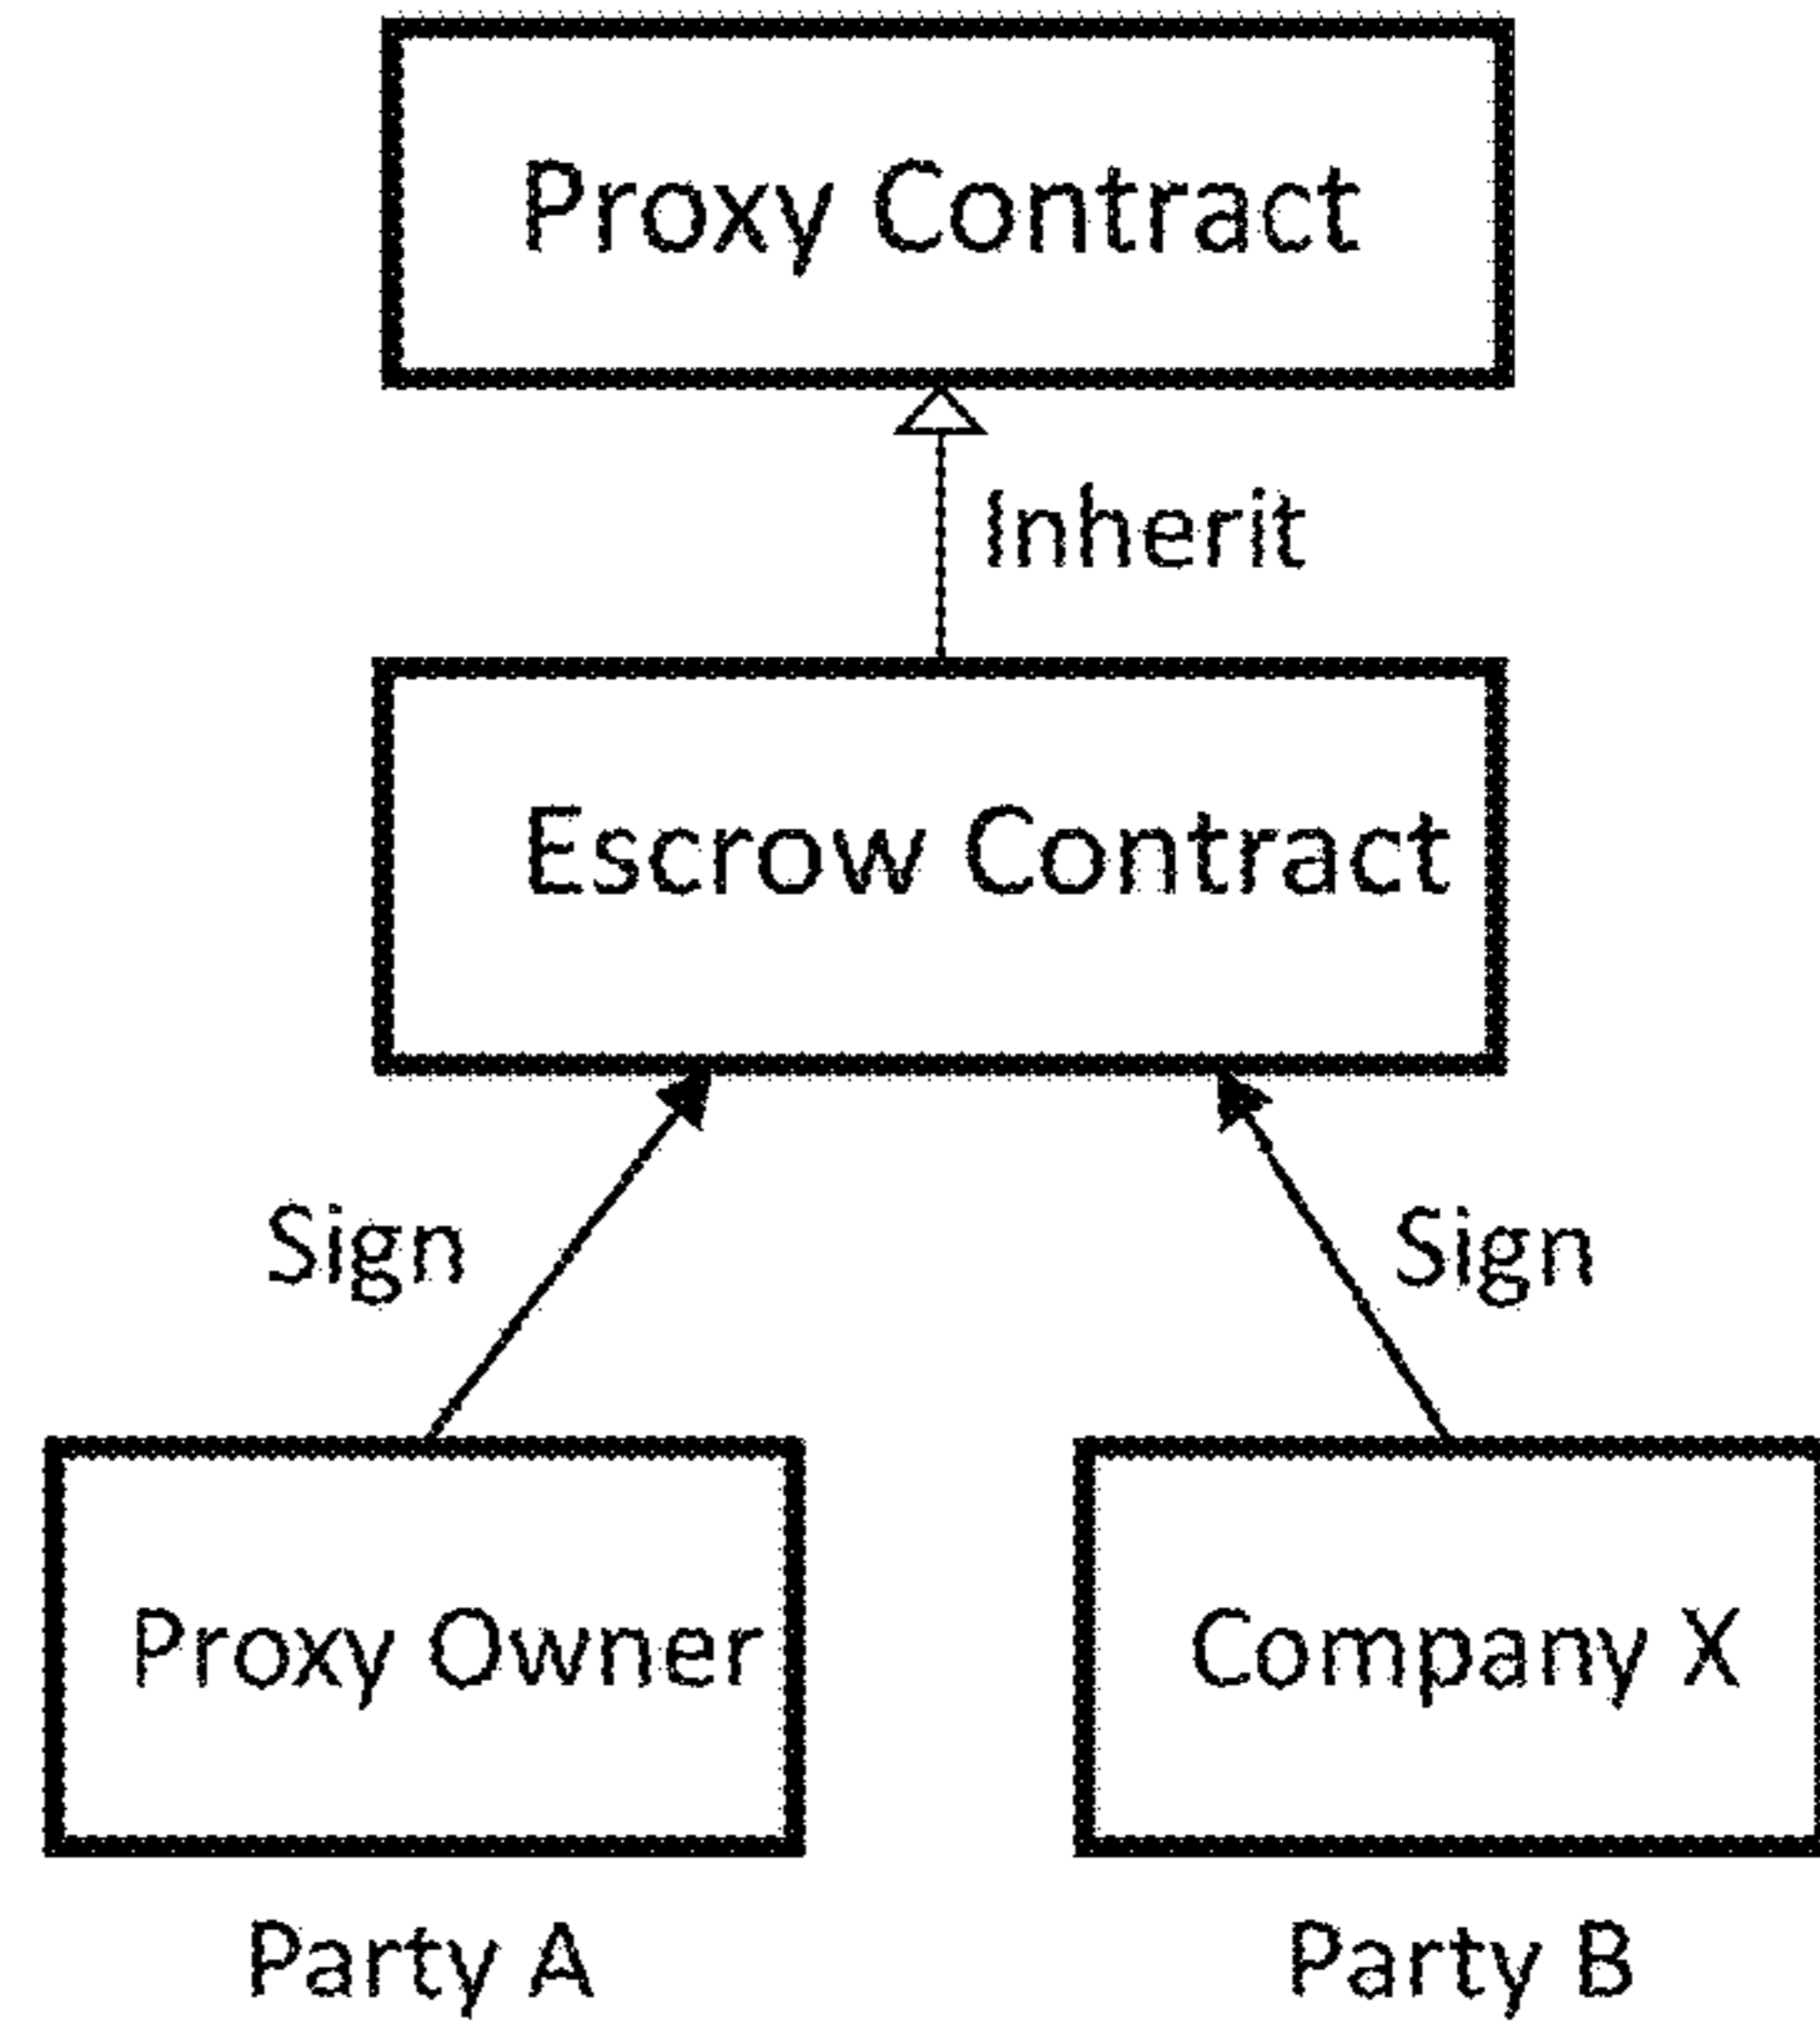 Proxy Contract
Inherit
Escrow Contract
Sign
Sign
Proxy Owner
Company X
Party A
Party B